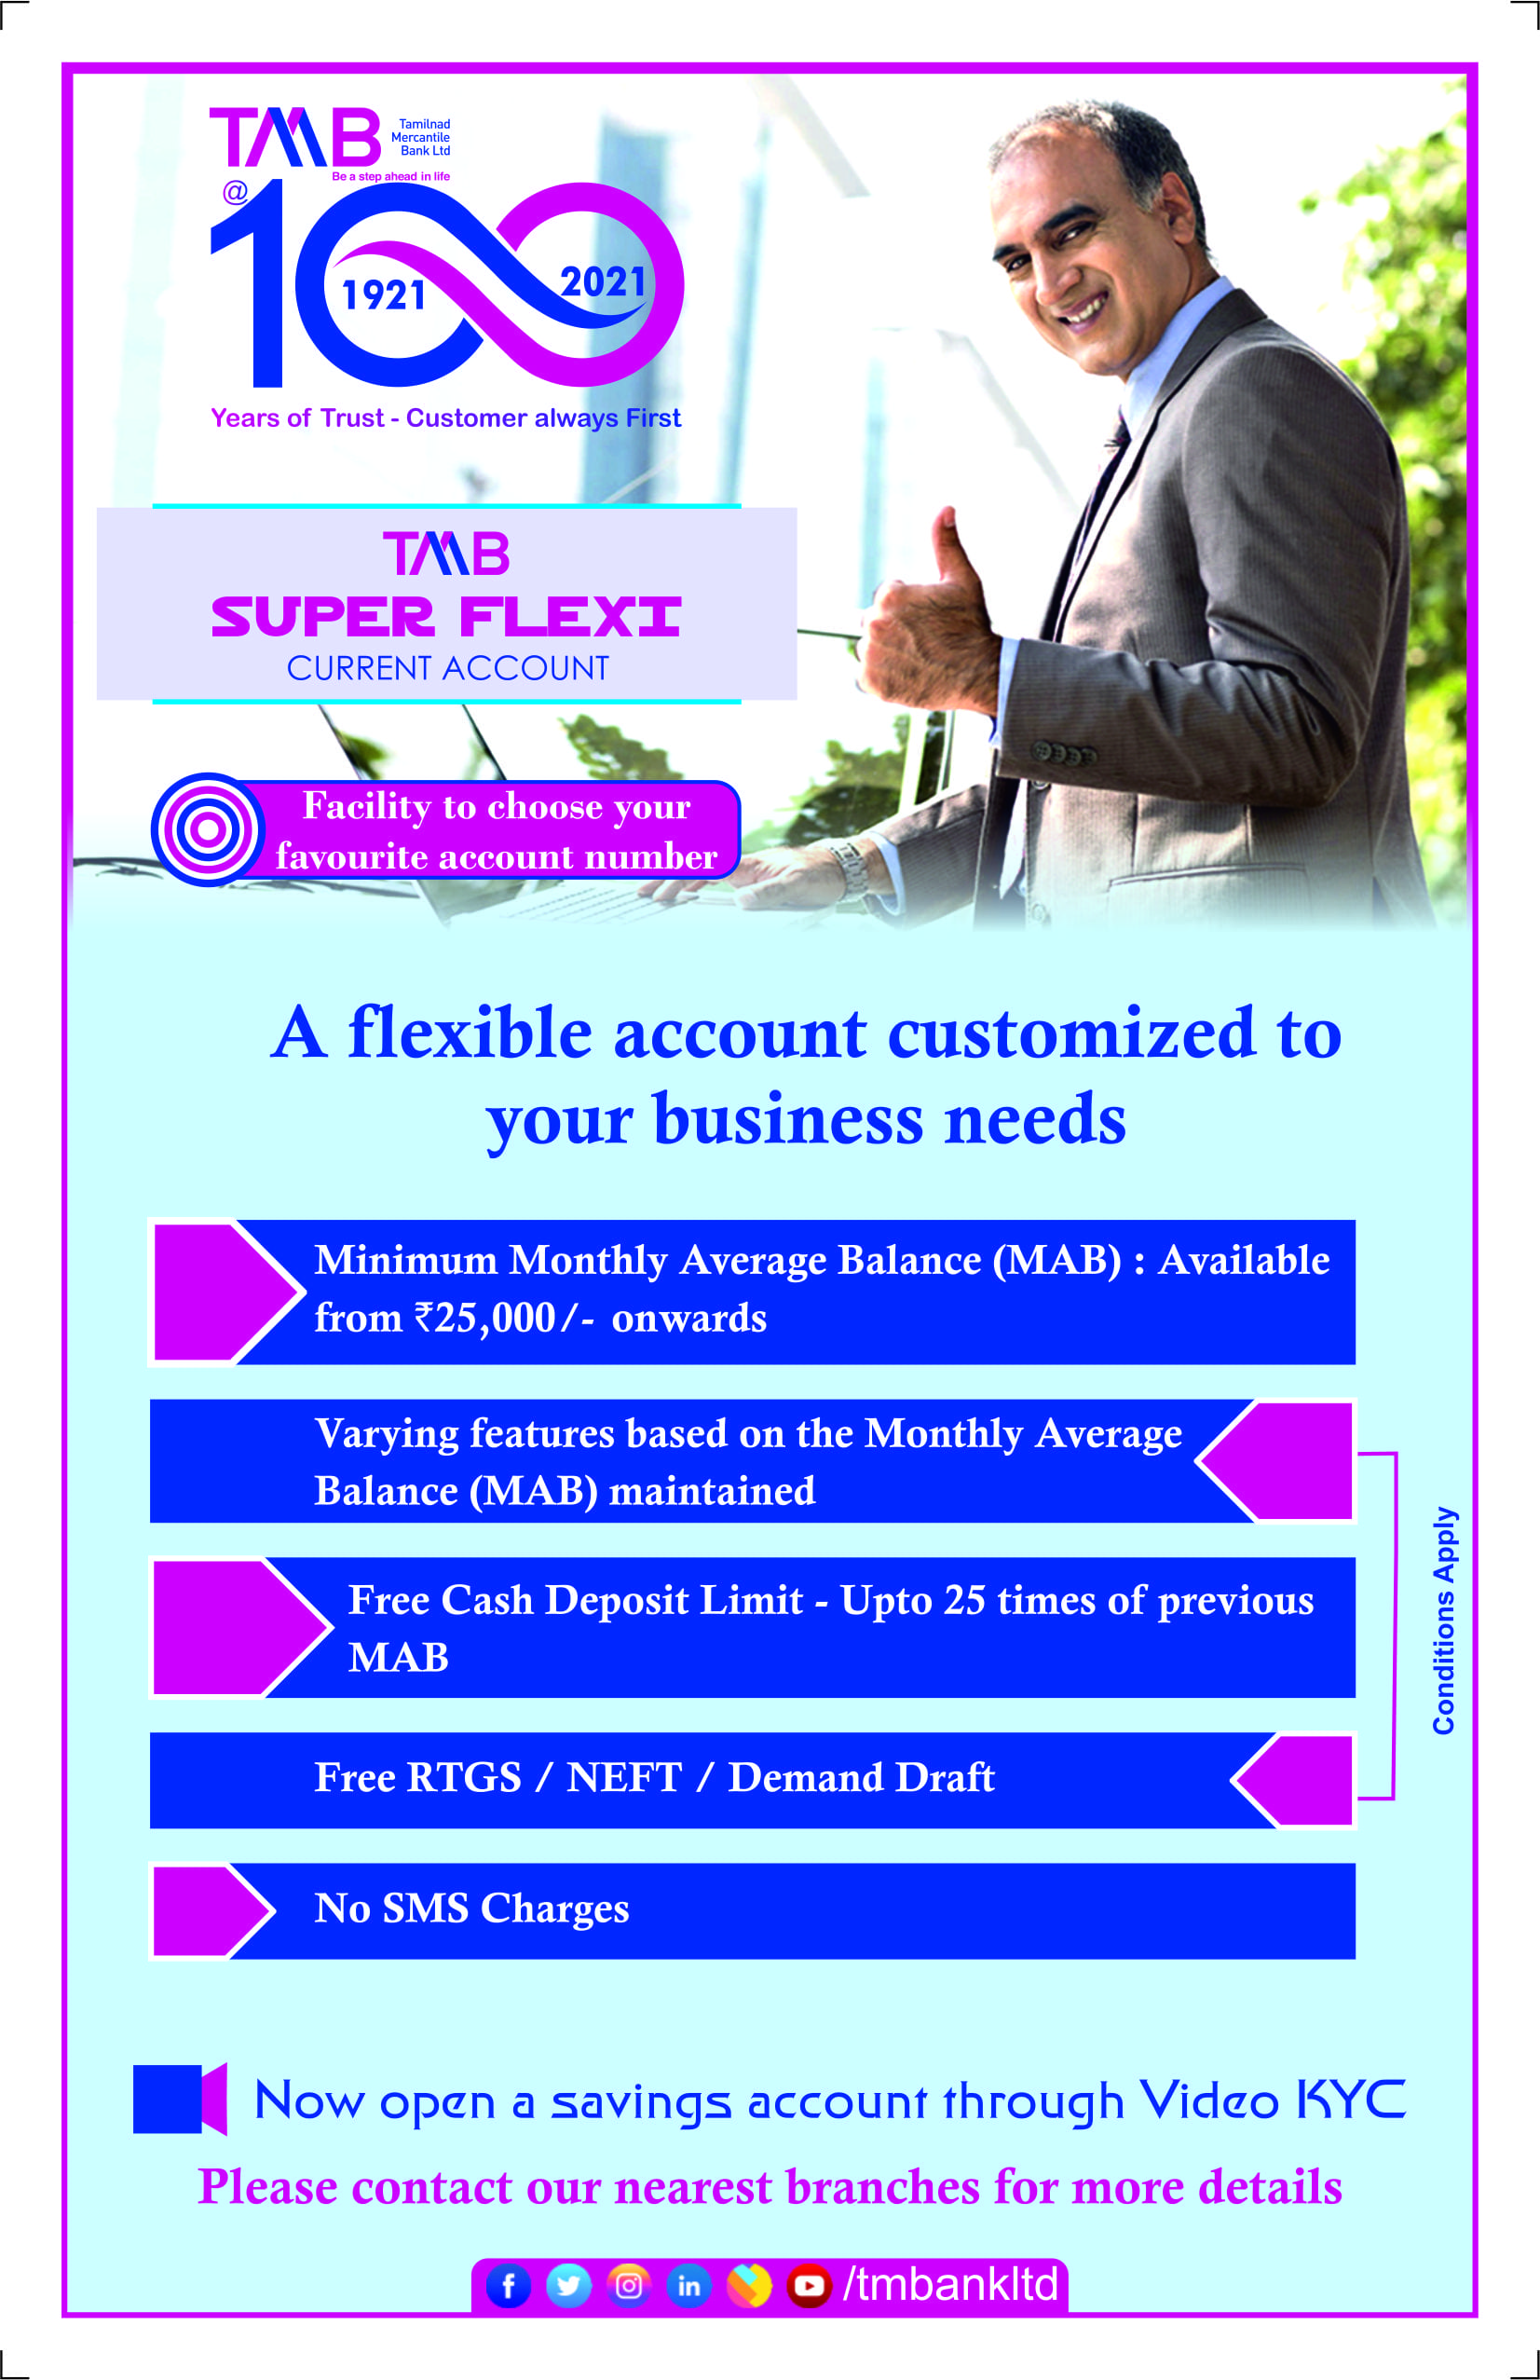 TMB
Tamilnad
Mercantile
Bank Ltd
Be a step ahead in life
@
100
1921
2021
Years of Trust - Customer always First
TMB
SUPER FLEXI
CURRENT ACCOUNT
Facility to choose your
favourite account number
A flexible account customized to
your business needs
Minimum Monthly Average Balance (MAB) : Available
from ₹25,000/- onwards
Varying features based on the Monthly Average
Balance (MAB) maintained
Free Cash Deposit Limit - Upto 25 times of previous
MAB
Free RTGS / NEFT / Demand Draft
Conditions Apply
No SMS Charges
Now open a savings account through Video KYC
Please contact our nearest branches for more details
/tmbankltd